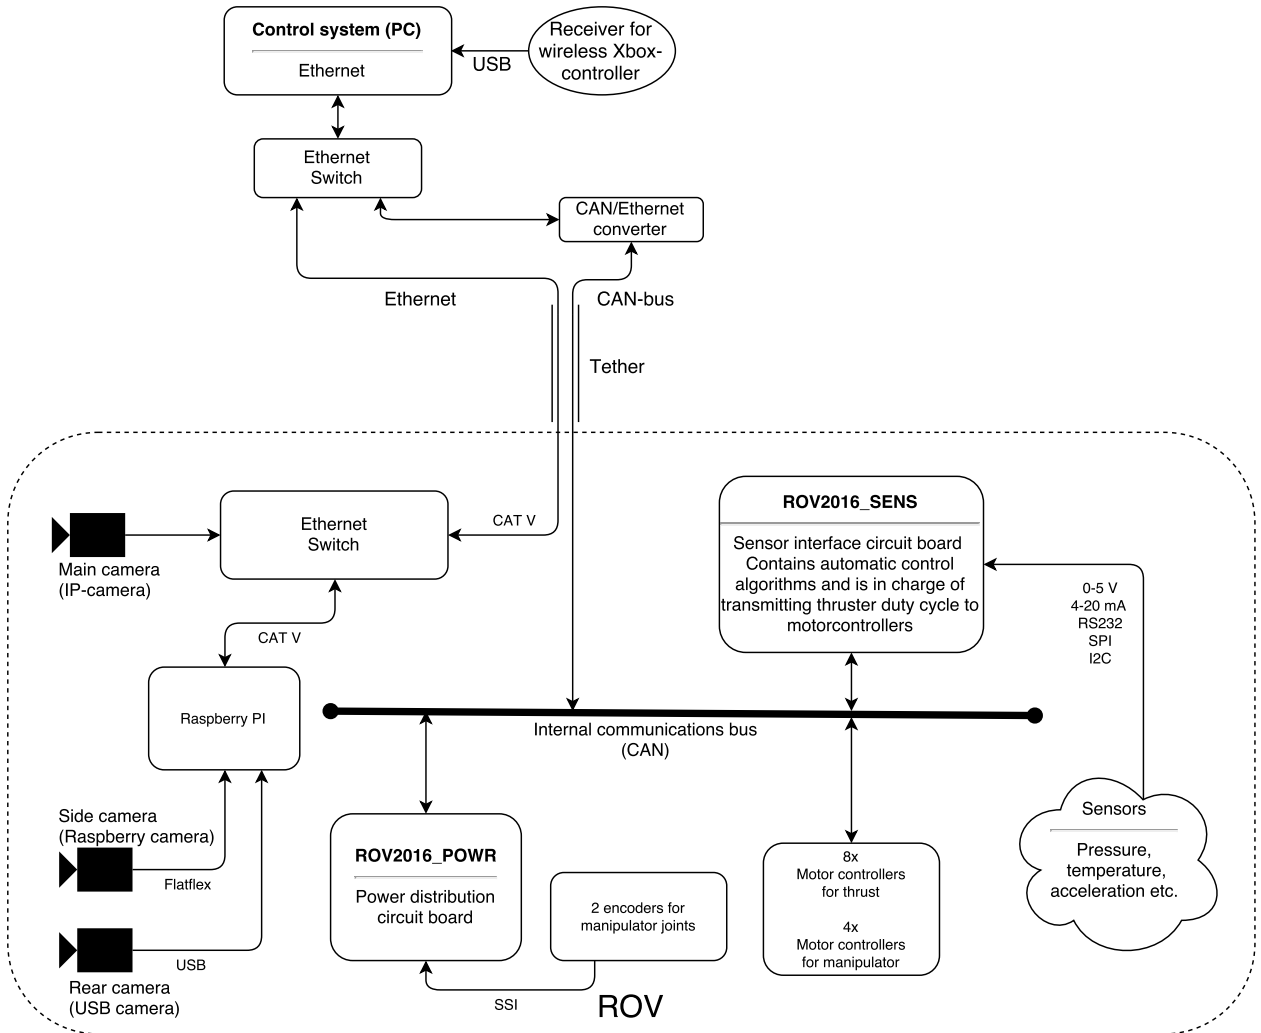 Control system (PC)
Ethernet
Receiver for
wireless Xbox-
controller
USB
Ethernet
Switch
CAN/Ethernet
converter
Ethernet
CAN-bus
Tether
Main camera
(IP-camera)
Ethernet
Switch
CAT V
CAT V
ROV2016_SENS
Sensor interface circuit board
Contains automatic control
algorithms and is in charge of
transmitting thruster duty cycle to
motorcontrollers
0-5 V
4-20 mA
RS232
SPI
I2C
Raspberry PI
Internal communications bus
(CAN)
Side camera
(Raspberry camera)
Flatflex
USB
Rear camera
(USB camera)
ROV2016_POWR
Power distribution
circuit board
2 encoders for
manipulator joints
SSI
8x
Motor controllers
for thrust
4x
Motor controllers
for manipulator
Sensors
Pressure,
temperature,
acceleration etc.
ROV